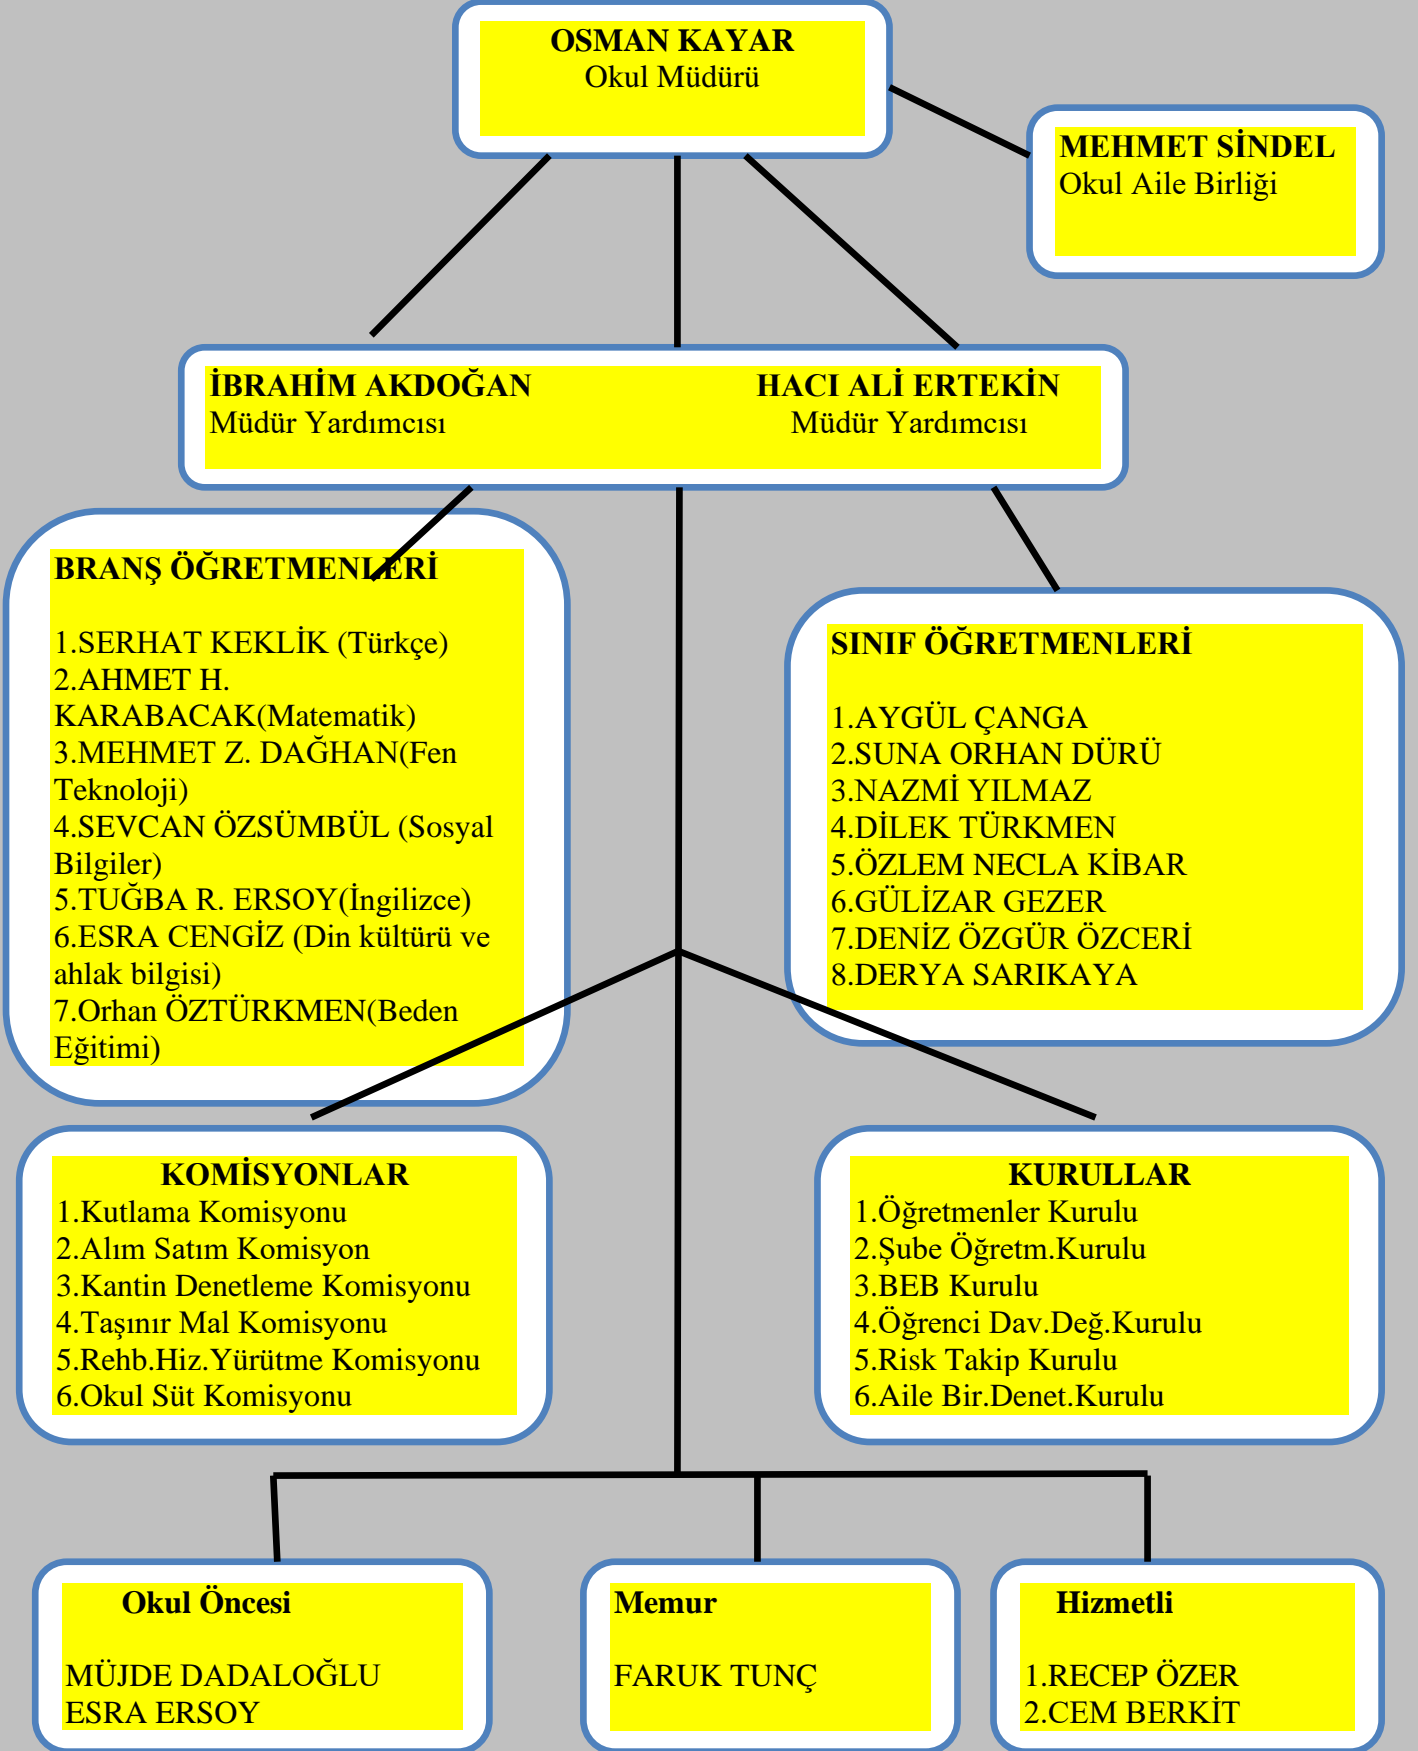 OSMAN KAYAR
Okul Müdürü
MEHMET SİNDEL
Okul Aile Birliği
İBRAHİM AKDOĞAN
Müdür Yardımcısı
HACI ALİ ERTEKİN
Müdür Yardımcısı
BRANŞ ÖĞRETMENLERİ
1.SERHAT KEKLİK (Türkçe)
2.AHMET H.
KARABACAK(Matematik)
3.MEHMET Z. DAĞHAN(Fen
Teknoloji)
4.SEVCAN ÖZSÜMBÜL (Sosyal
Bilgiler)
5.TUĞBA R. ERSOY(İngilizce)
6.ESRA CENGİZ (Din kültürü ve
ahlak bilgisi)
7.Orhan ÖZTÜRKMEN(Beden
Eğitimi)
SINIF ÖĞRETMENLERİ
1.AYGÜL ÇANGA
2.SUNA ORHAN DÜRÜ
3.NAZMİ YILMAZ
4.DİLEK TÜRKMEN
5.ÖZLEM NECLA KİBAR
6.GÜLİZAR GEZER
7.DENİZ ÖZGÜR ÖZCERİ
8.DERYA SARIKAYA
KOMİSYONLAR
1.Kutlama Komisyonu
2.Alım Satım Komisyon
3.Kantin Denetleme Komisyonu
4.Taşınır Mal Komisyonu
5.Rehb.Hiz.Yürütme Komisyonu
6.Okul Süt Komisyonu
KURULLAR
1.Öğretmenler Kurulu
2.Şube Öğretm.Kurulu
3.BEB Kurulu
4.Öğrenci Dav.Değ.Kurulu
5.Risk Takip Kurulu
6.Aile Bir.Denet.Kurulu
Okul Öncesi
MÜJDE DADALOĞLU
ESRA ERSOY
Memur
FARUK TUNÇ
Hizmetli
1.RECEP ÖZER
2.CEM BERKİT